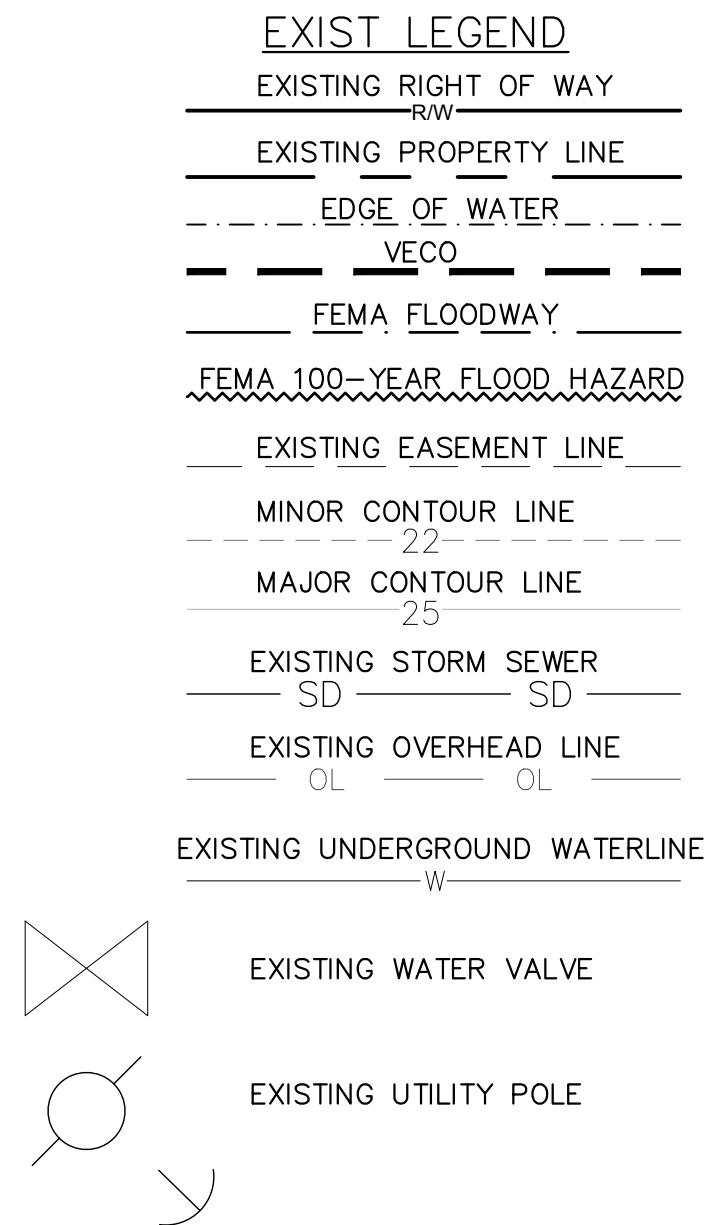 EXIST LEGEND
EXISTING RIGHT OF WAY
R/W
EXISTING PROPERTY LINE
EDGE OF WATER
VECO
FEMA FLOODWAY
FEMA 100-YEAR FLOOD HAZARD
EXISTING EASEMENT LINE
MINOR CONTOUR LINE
22
MAJOR CONTOUR LINE
25
EXISTING STORM SEWER
SD SD
EXISTING OVERHEAD LINE
OL OL
EXISTING UNDERGROUND WATERLINE
W
EXISTING WATER VALVE
EXISTING UTILITY POLE